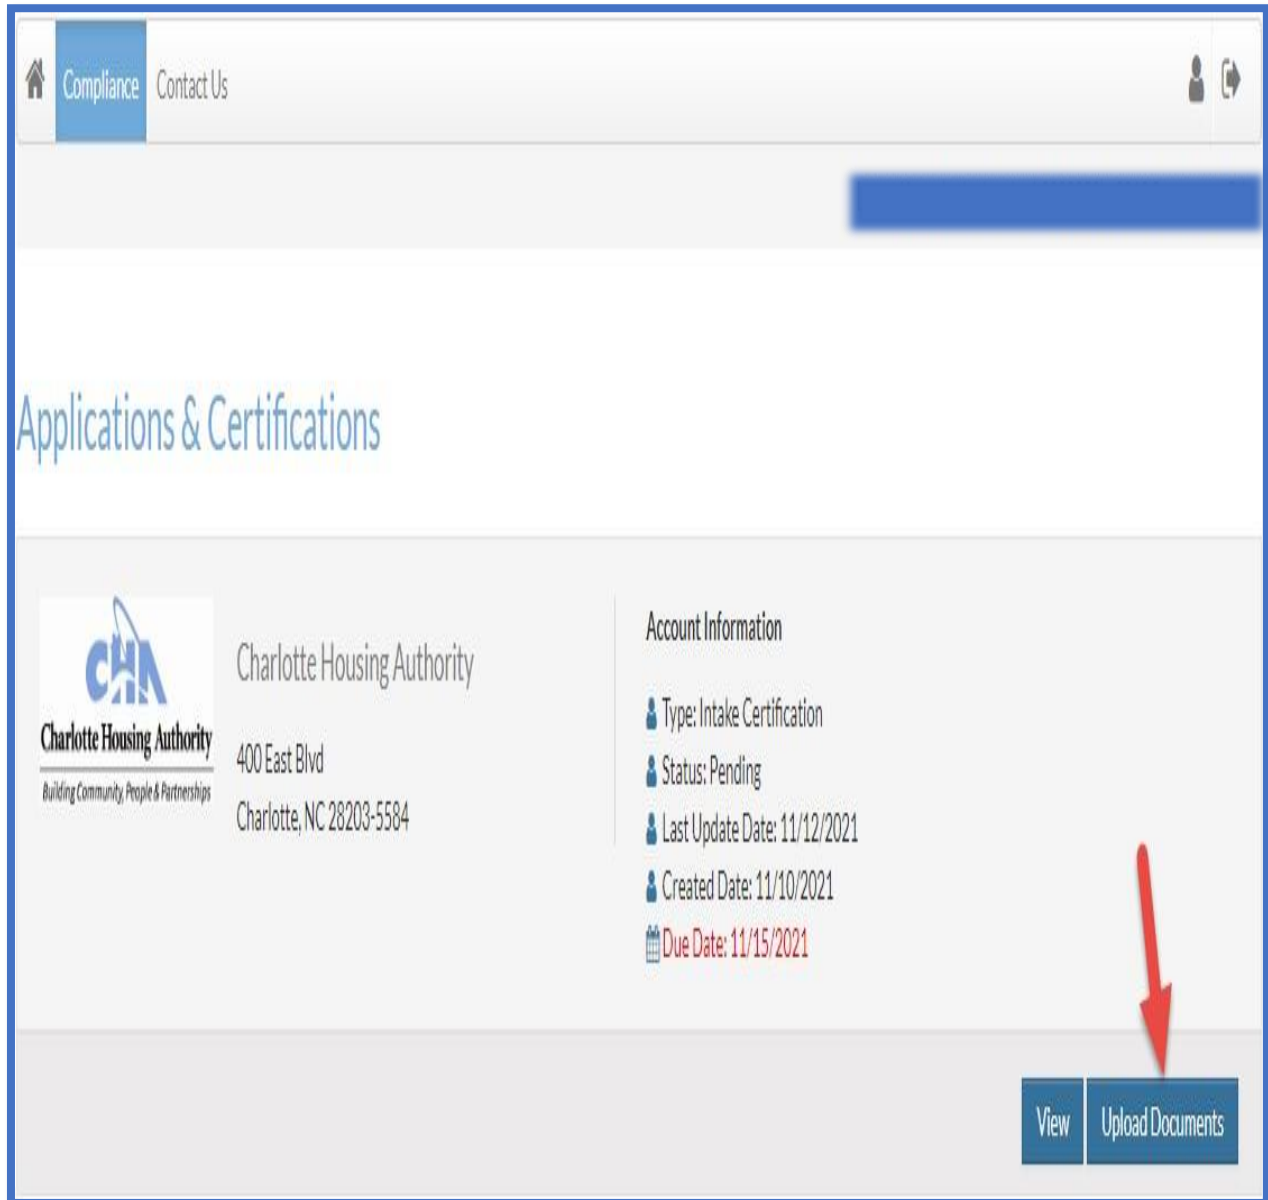 Compliance Contact Us
Applications & Certifications
CHA
Charlotte Housing Authority
Building Community, People & Partnerships
Charlotte Housing Authority
400 East Blvd
Charlotte, NC 28203-5584
Account Information
Type: Intake Certification
Status: Pending
Last Update Date: 11/12/2021
Created Date: 11/10/2021
Due Date: 11/15/2021
View Upload Documents